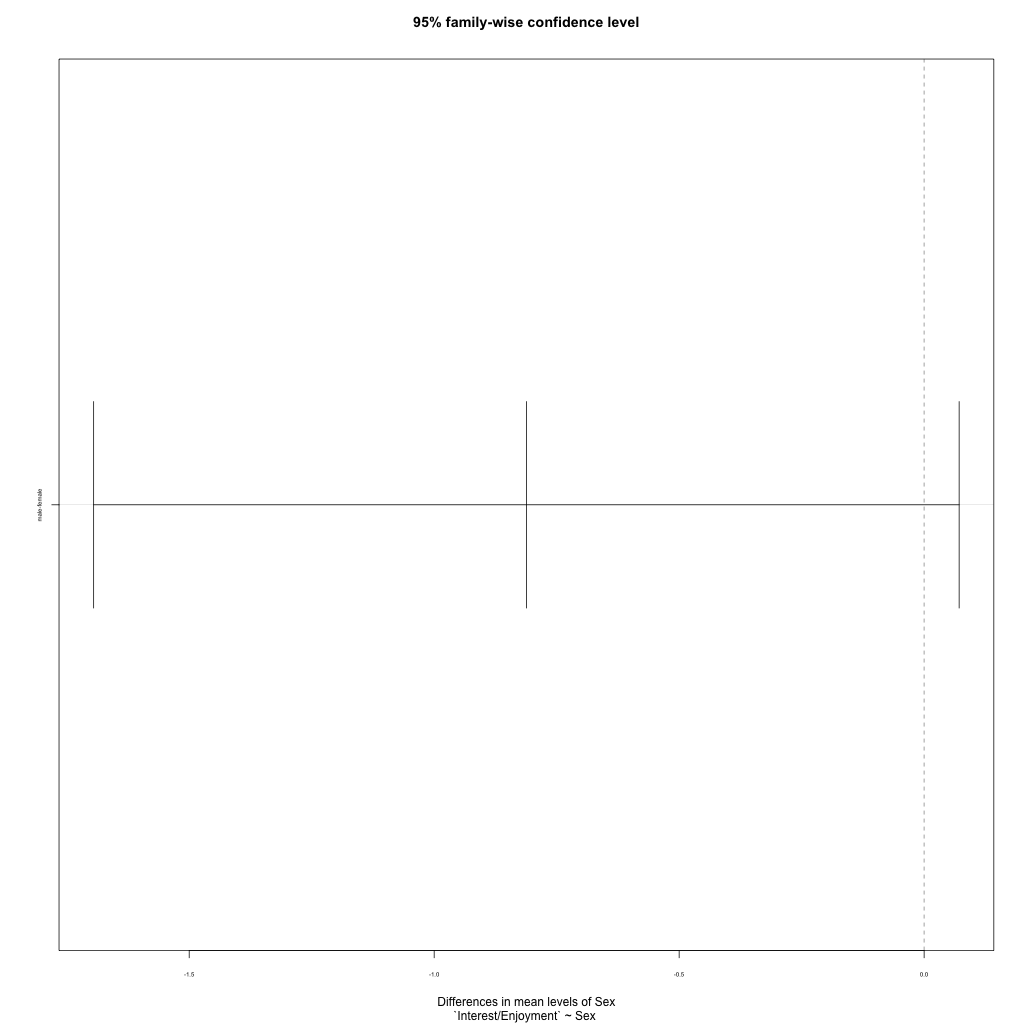 95% family-wise confidence level
male-female
-1.5
-1.0
-0.5
0.0
Differences in mean levels of Sex
`Interest/Enjoyment` ~ Sex